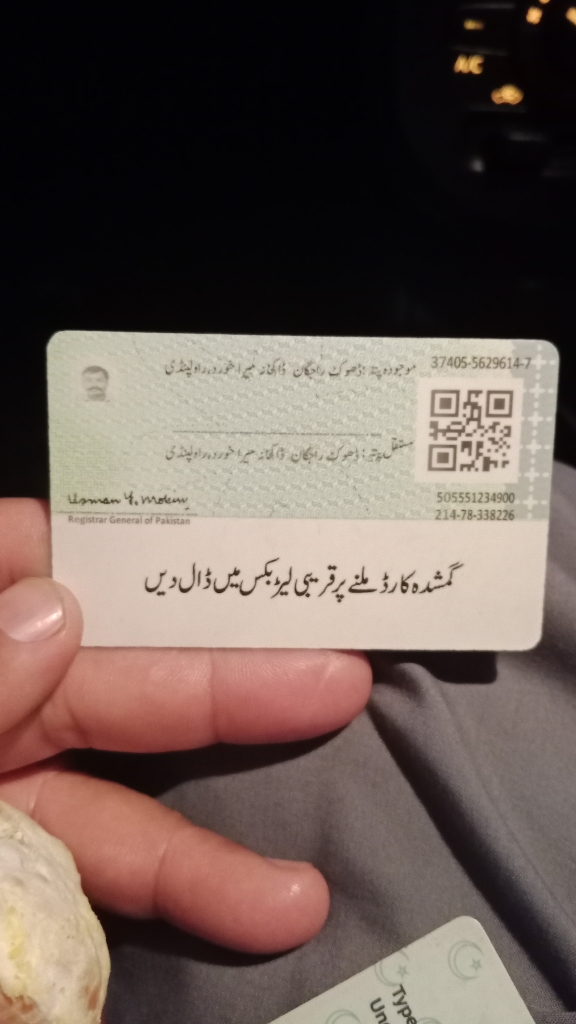 A/C
37405-5629614-7
موجودہ پتہ: ڈھوک راجگان ڈاکخانہ میرا خورد، راولپنڈی
مستقل پتہ: ڈھوک راجگان ڈاکخانہ میرا خورد، راولپنڈی
505551234900
214-78-338226
Registrar General of Pakistan
گمشدہ کارڈ ملنے پر قریبی لیٹر بکس میں ڈال دیں
Type